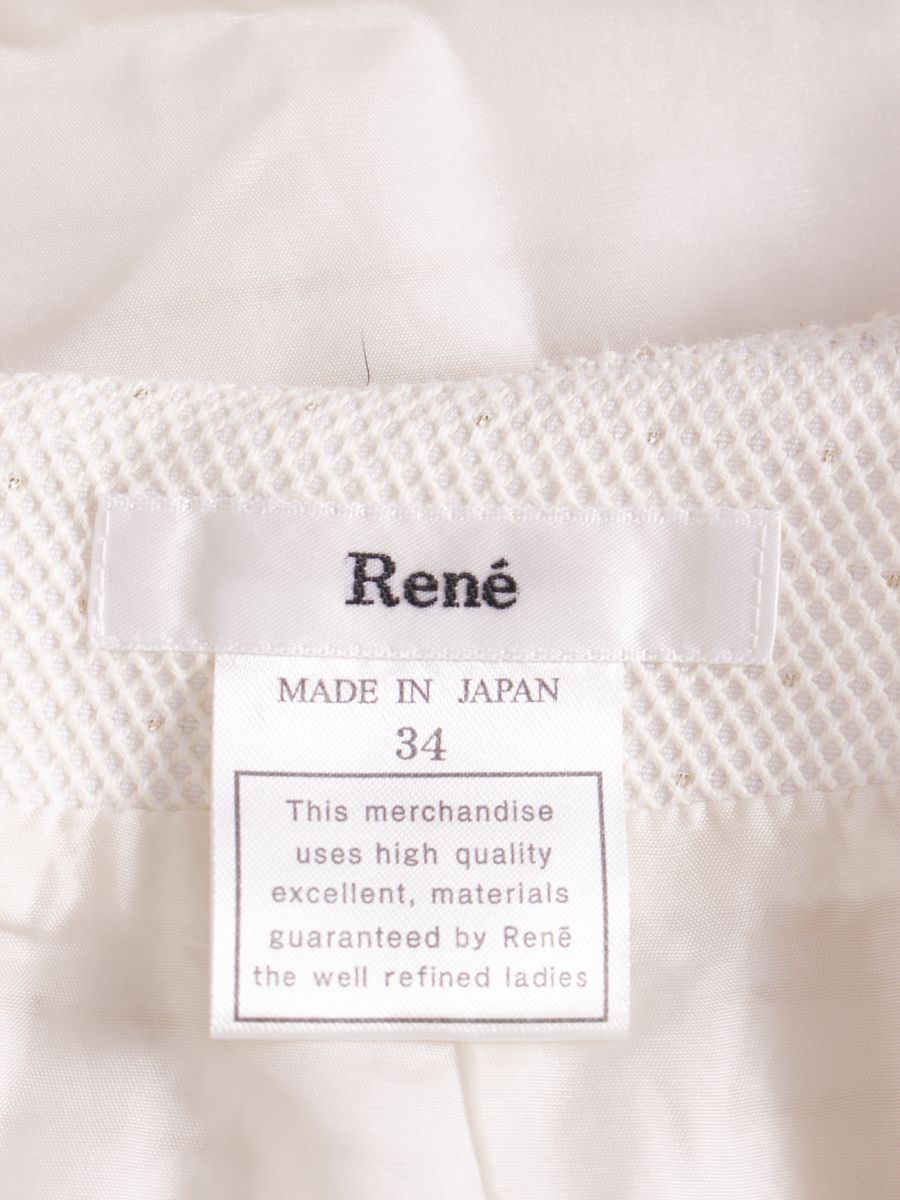 René
MADE IN JAPAN
34
This merchandise
uses high quality
excellent, materials
guaranteed by Renē
the well refined ladies